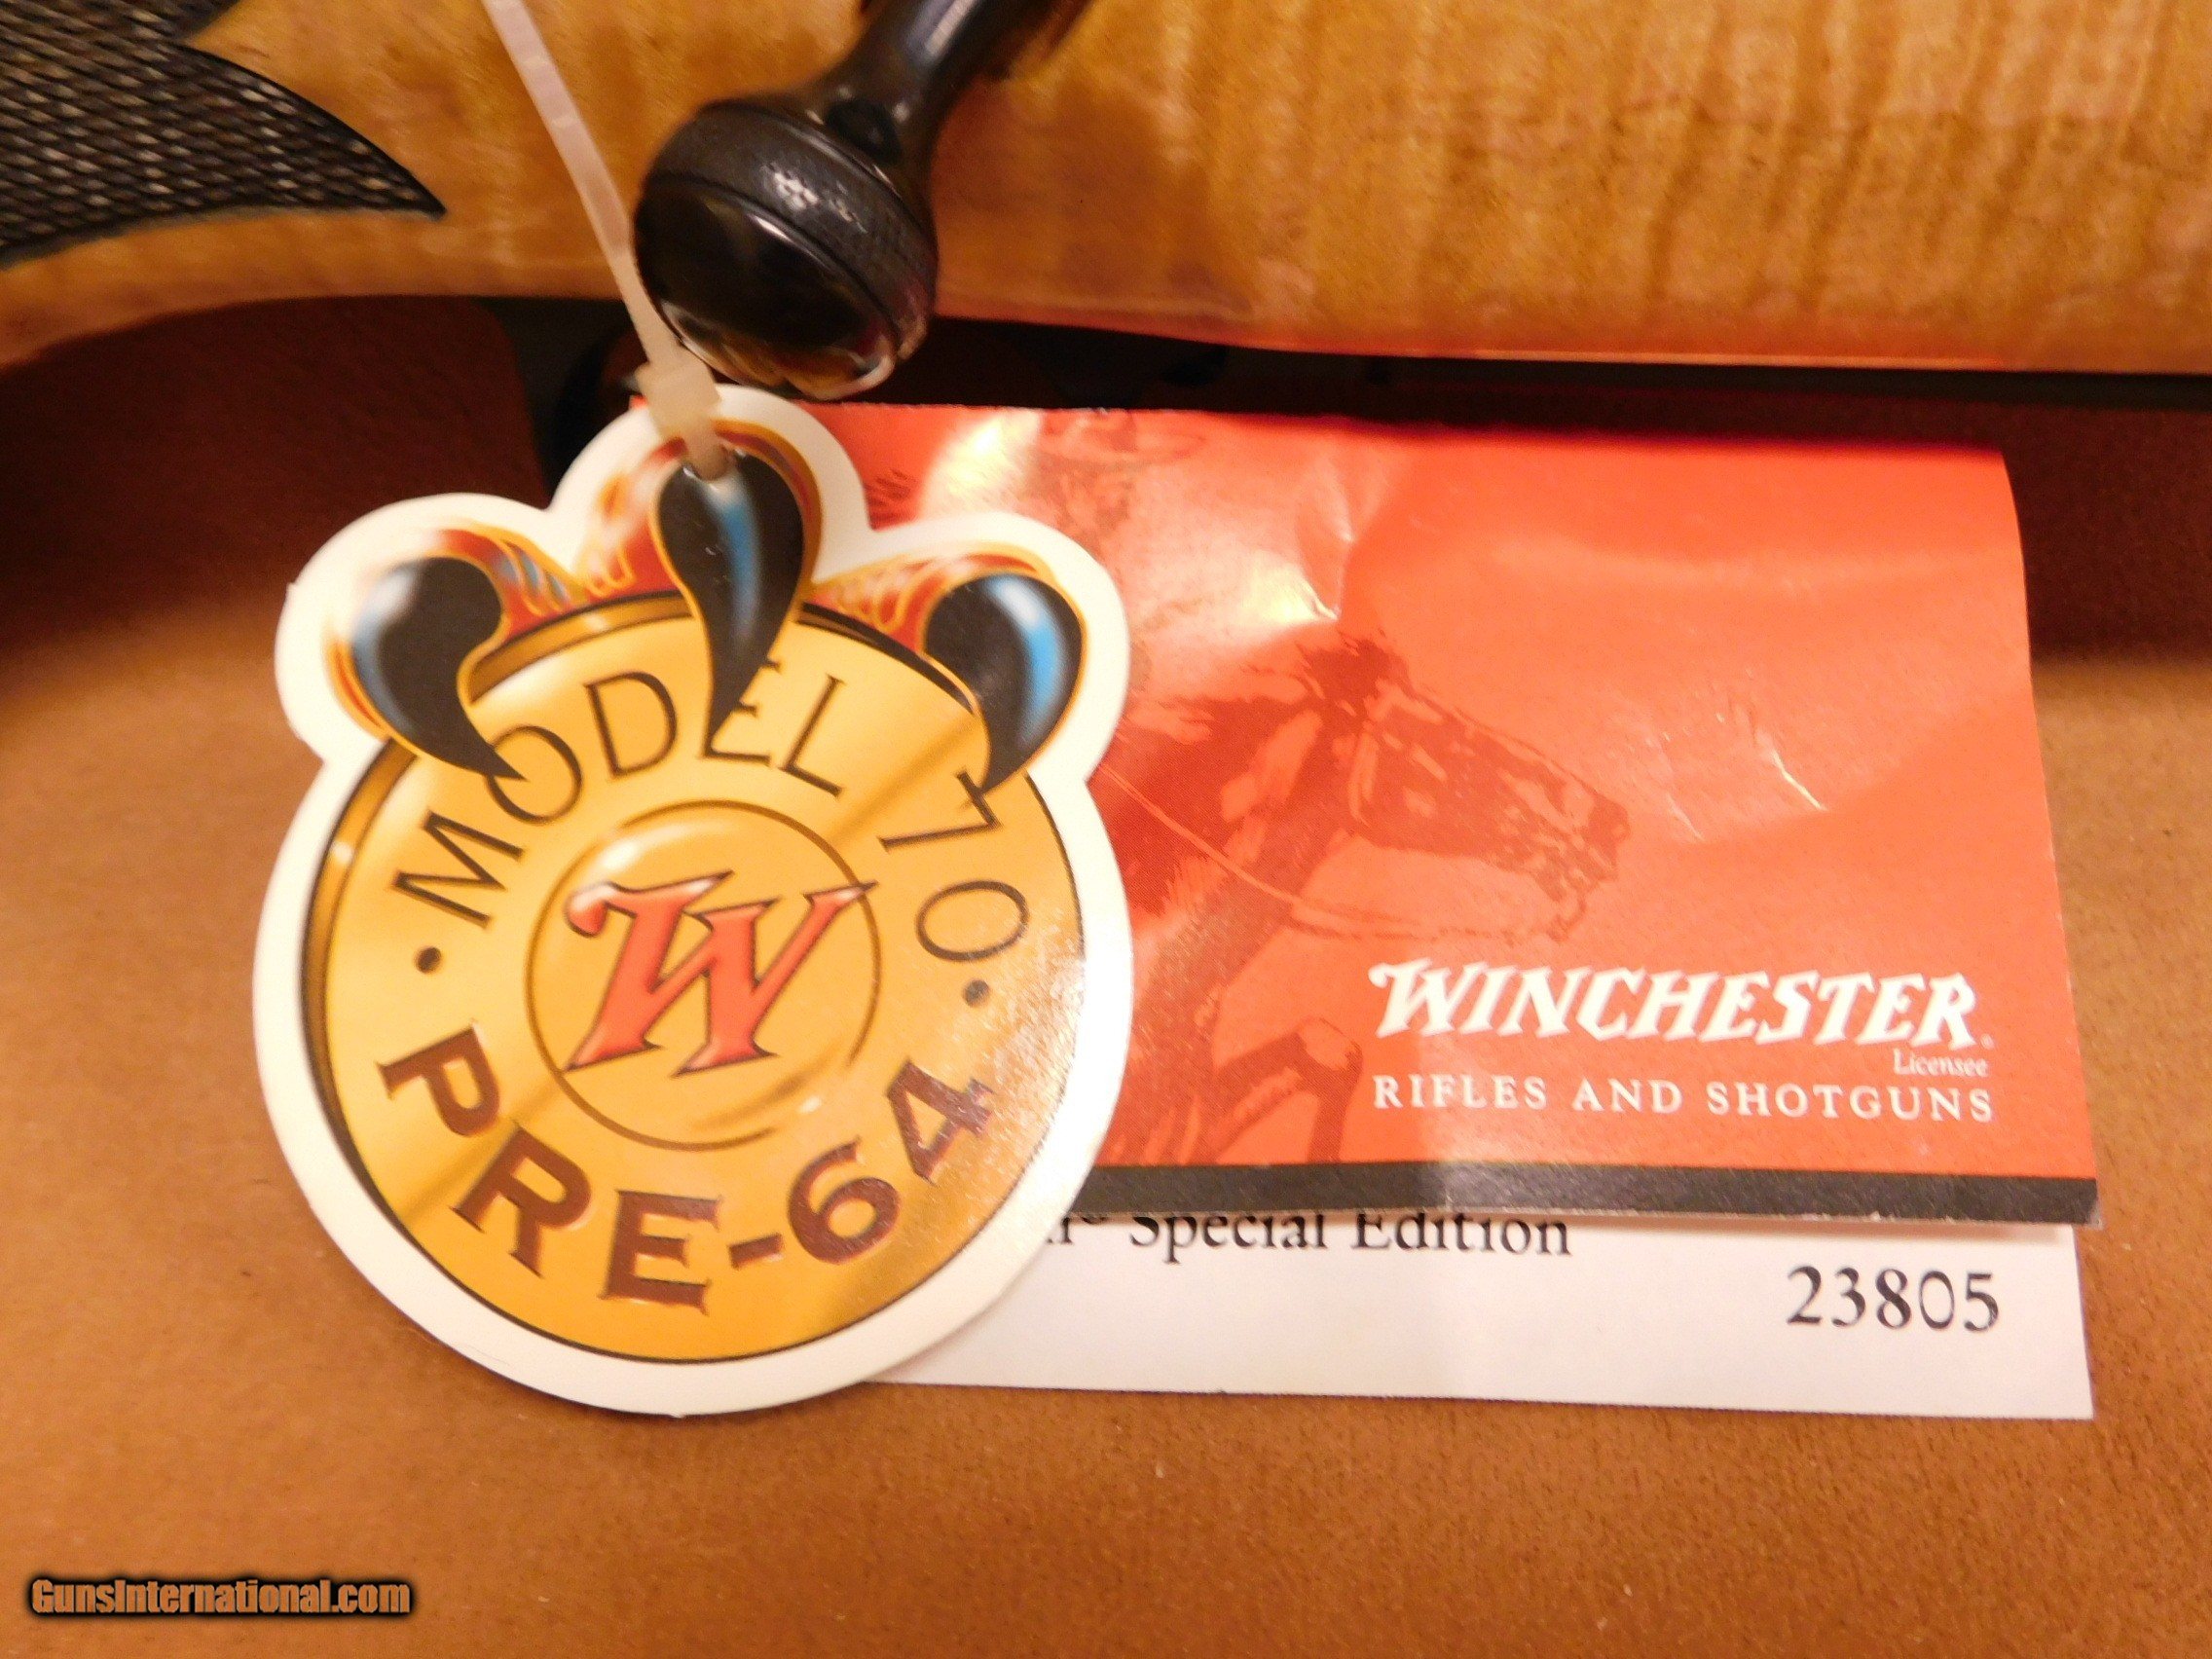 • MODEL 70 •
W
PRE-64
WINCHESTER®
Licensee
RIFLES AND SHOTGUNS
Special Edition
23805
GunsInternational.com